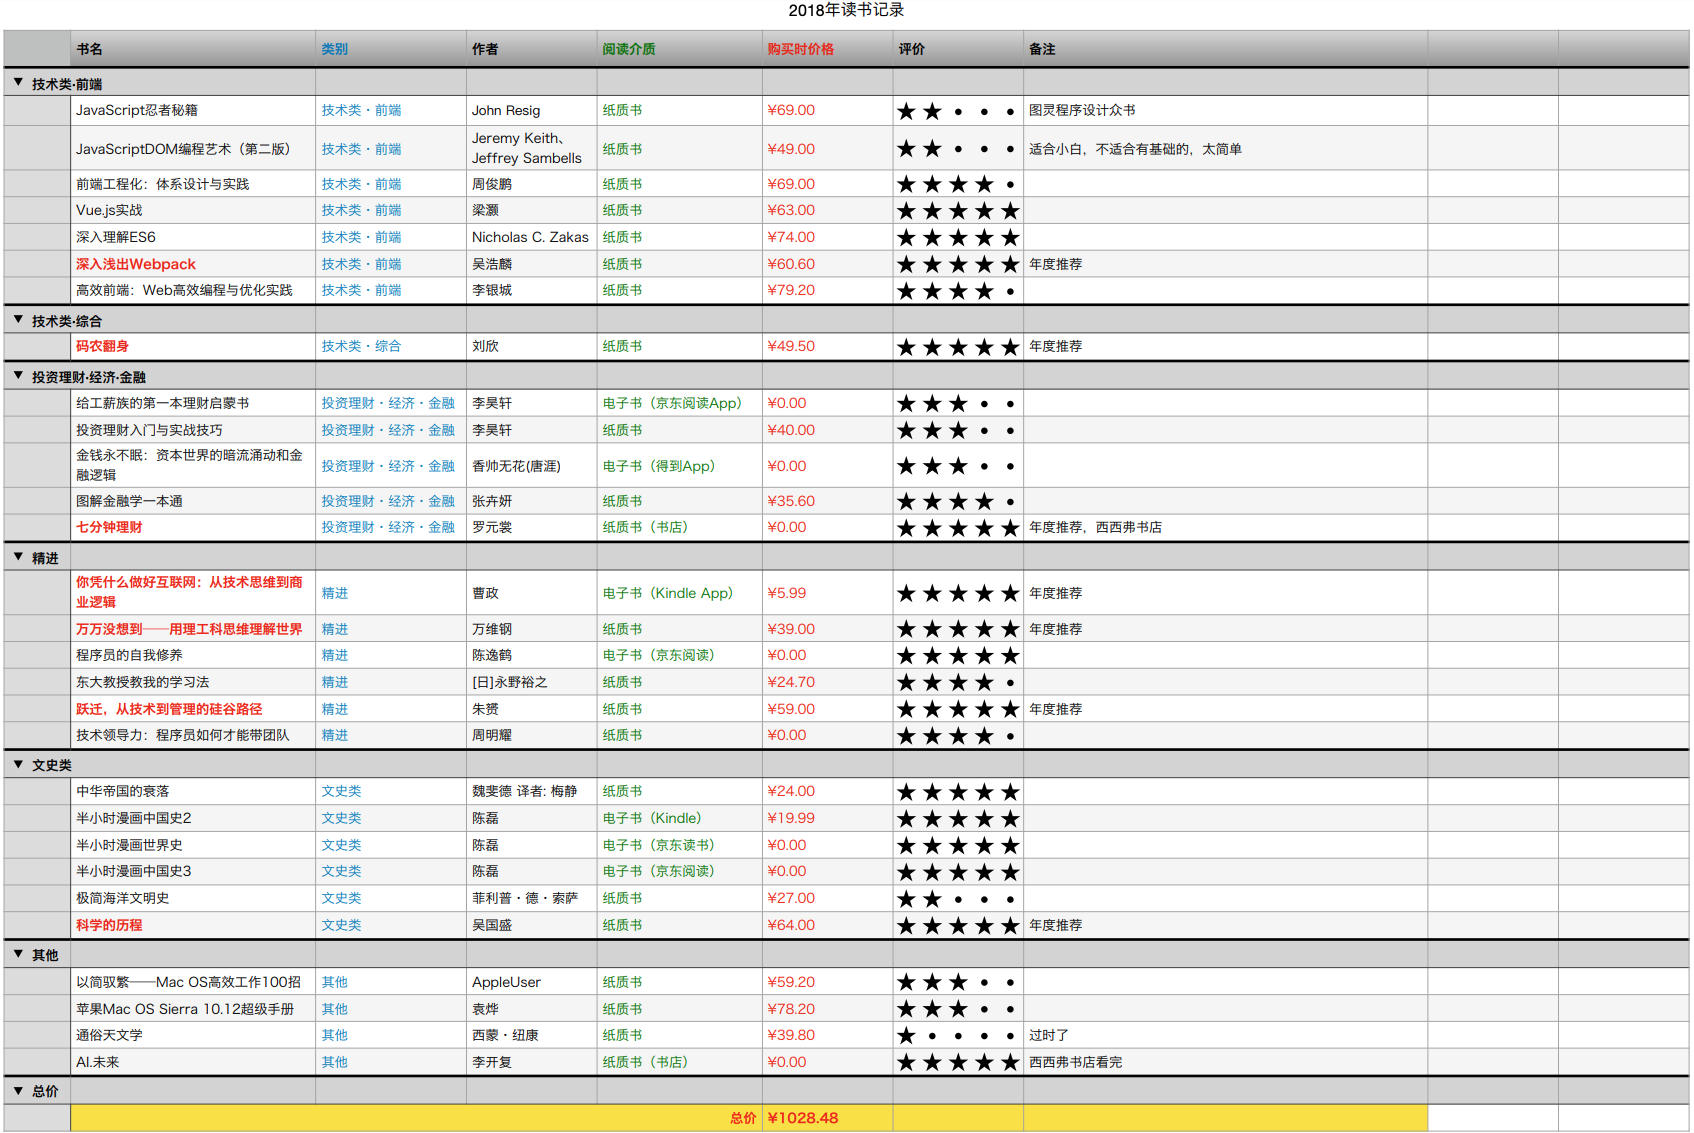 2018年读书记录
书名 类别 作者 阅读介质 购买时价格 评价 备注
▼ 技术类·前端
JavaScript忍者秘籍 技术类·前端 John Resig 纸质书 ¥69.00 ★★••• 图灵程序设计众书
JavaScriptDOM编程艺术（第二版） 技术类·前端 Jeremy Keith、
Jeffrey Sambells 纸质书 ¥49.00 ★★••• 适合小白，不适合有基础的，太简单
前端工程化：体系设计与实践 技术类·前端 周俊鹏 纸质书 ¥69.00 ★★★★•
Vue.js实战 技术类·前端 梁灏 纸质书 ¥63.00 ★★★★★
深入理解ES6 技术类·前端 Nicholas C. Zakas 纸质书 ¥74.00 ★★★★★
深入浅出Webpack 技术类·前端 吴浩麟 纸质书 ¥60.60 ★★★★★ 年度推荐
高效前端：Web高效编程与优化实践 技术类·前端 李银城 纸质书 ¥79.20 ★★★★•
▼ 技术类·综合
码农翻身 技术类·综合 刘欣 纸质书 ¥49.50 ★★★★★ 年度推荐
▼ 投资理财·经济·金融
给工薪族的第一本理财启蒙书 投资理财·经济·金融 李昊轩 电子书（京东阅读App） ¥0.00 ★★★••
投资理财入门与实战技巧 投资理财·经济·金融 李昊轩 纸质书 ¥40.00 ★★★••
金钱永不眠：资本世界的暗流涌动和金
融逻辑 投资理财·经济·金融 香帅无花(唐涯) 电子书（得到App） ¥0.00 ★★★••
图解金融学一本通 投资理财·经济·金融 张卉妍 纸质书 ¥35.60 ★★★★•
七分钟理财 投资理财·经济·金融 罗元裳 纸质书（书店） ¥0.00 ★★★★★ 年度推荐，西西弗书店
▼ 精进
你凭什么做好互联网：从技术思维到商
业逻辑 精进 曹政 电子书（Kindle App） ¥5.99 ★★★★★ 年度推荐
万万没想到——用理工科思维理解世界 精进 万维钢 纸质书 ¥39.00 ★★★★★ 年度推荐
程序员的自我修养 精进 陈逸鹤 电子书（京东阅读） ¥0.00 ★★★★★
东大教授教我的学习法 精进 [日]永野裕之 纸质书 ¥24.70 ★★★★•
跃迁，从技术到管理的硅谷路径 精进 朱赟 纸质书 ¥59.00 ★★★★★ 年度推荐
技术领导力：程序员如何才能带团队 精进 周明耀 纸质书 ¥0.00 ★★★★•
▼ 文史类
中华帝国的衰落 文史类 魏斐德 译者: 梅静 纸质书 ¥24.00 ★★★★★
半小时漫画中国史2 文史类 陈磊 电子书（Kindle） ¥19.99 ★★★★★
半小时漫画世界史 文史类 陈磊 电子书（京东读书） ¥0.00 ★★★★★
半小时漫画中国史3 文史类 陈磊 电子书（京东阅读） ¥0.00 ★★★★★
极简海洋文明史 文史类 菲利普·德·索萨 纸质书 ¥27.00 ★★•••
科学的历程 文史类 吴国盛 纸质书 ¥64.00 ★★★★★ 年度推荐
▼ 其他
以简驭繁——Mac OS高效工作100招 其他 AppleUser 纸质书 ¥59.20 ★★★••
苹果Mac OS Sierra 10.12超级手册 其他 袁烨 纸质书 ¥78.20 ★★★••
通俗天文学 其他 西蒙·纽康 纸质书 ¥39.80 ★•••• 过时了
AI.未来 其他 李开复 纸质书（书店） ¥0.00 ★★★★★ 西西弗书店看完
▼ 总价
总价 ¥1028.48